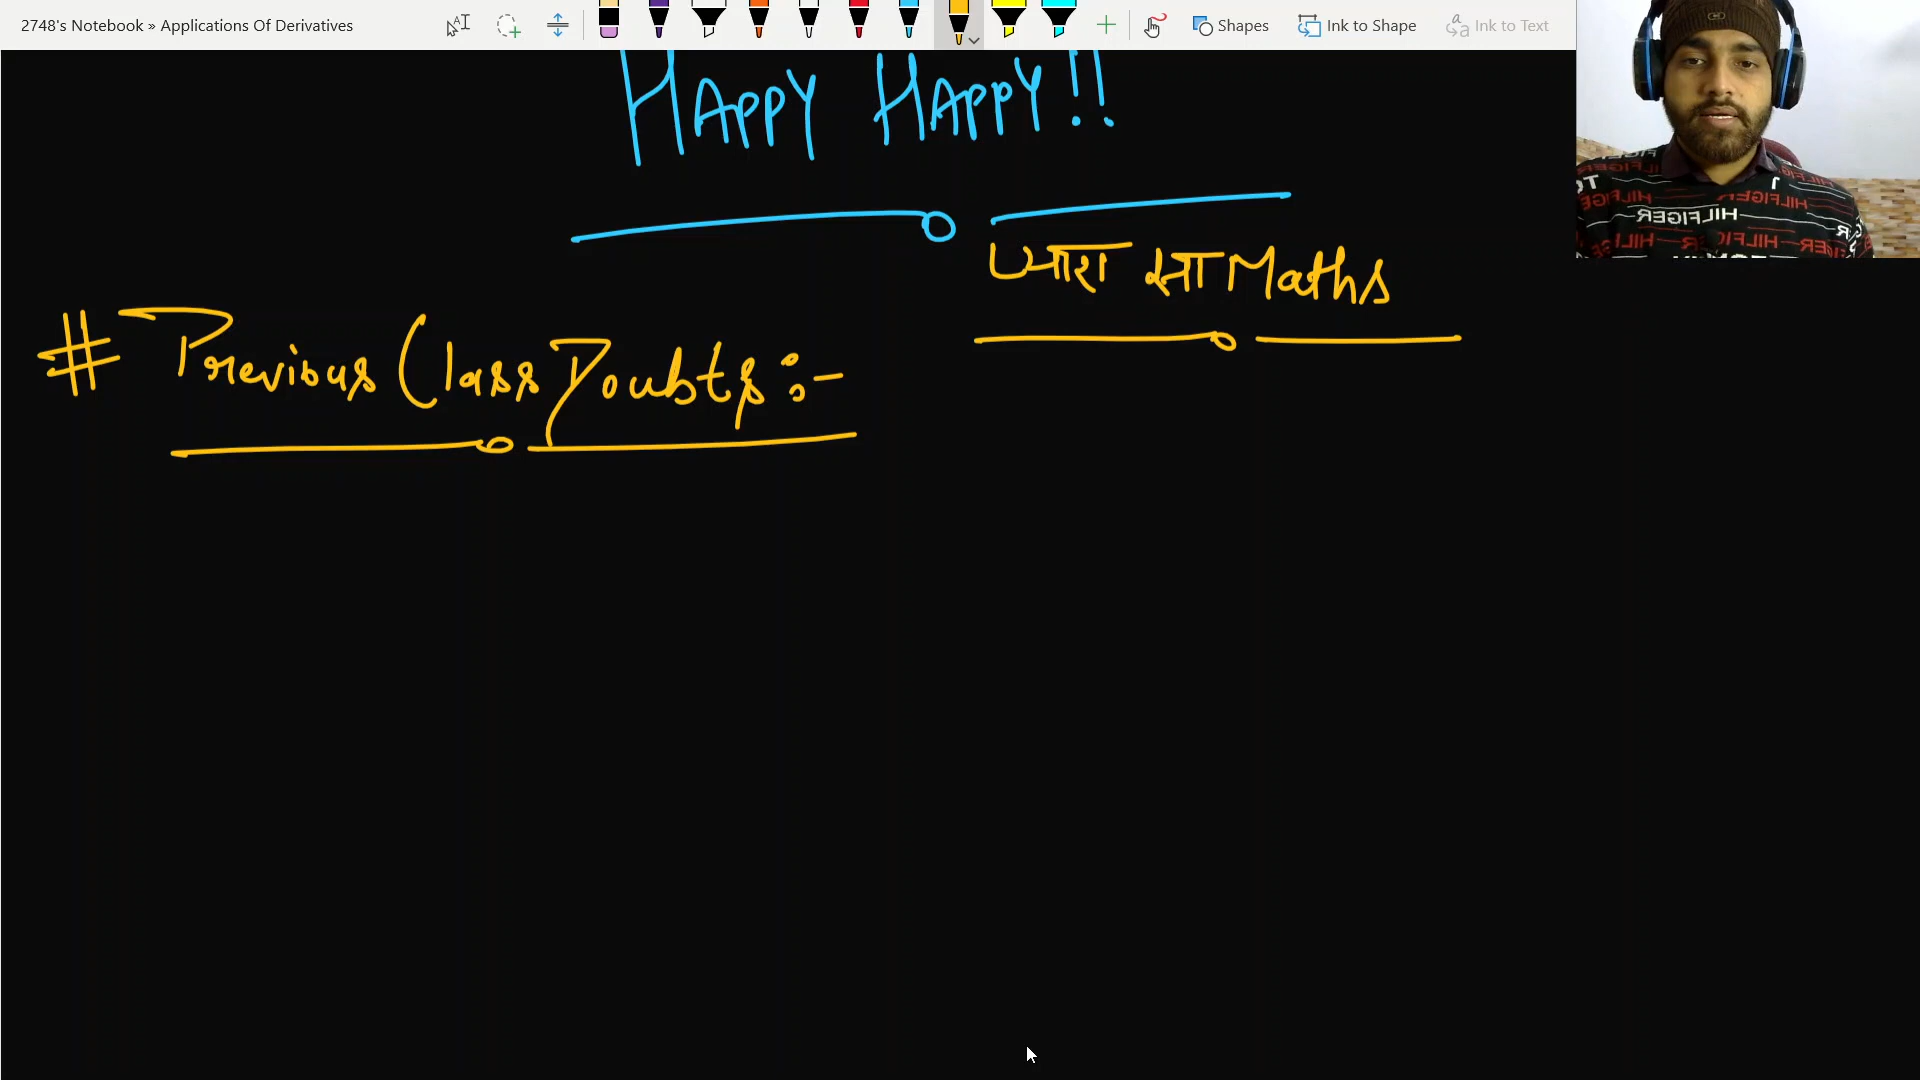 2748's Notebook » Applications Of Derivatives
Shapes
Ink to Shape
Ink to Text
HAPPY HAPPY!!
प्यारा सा Maths
# Previous Class Doubts :-